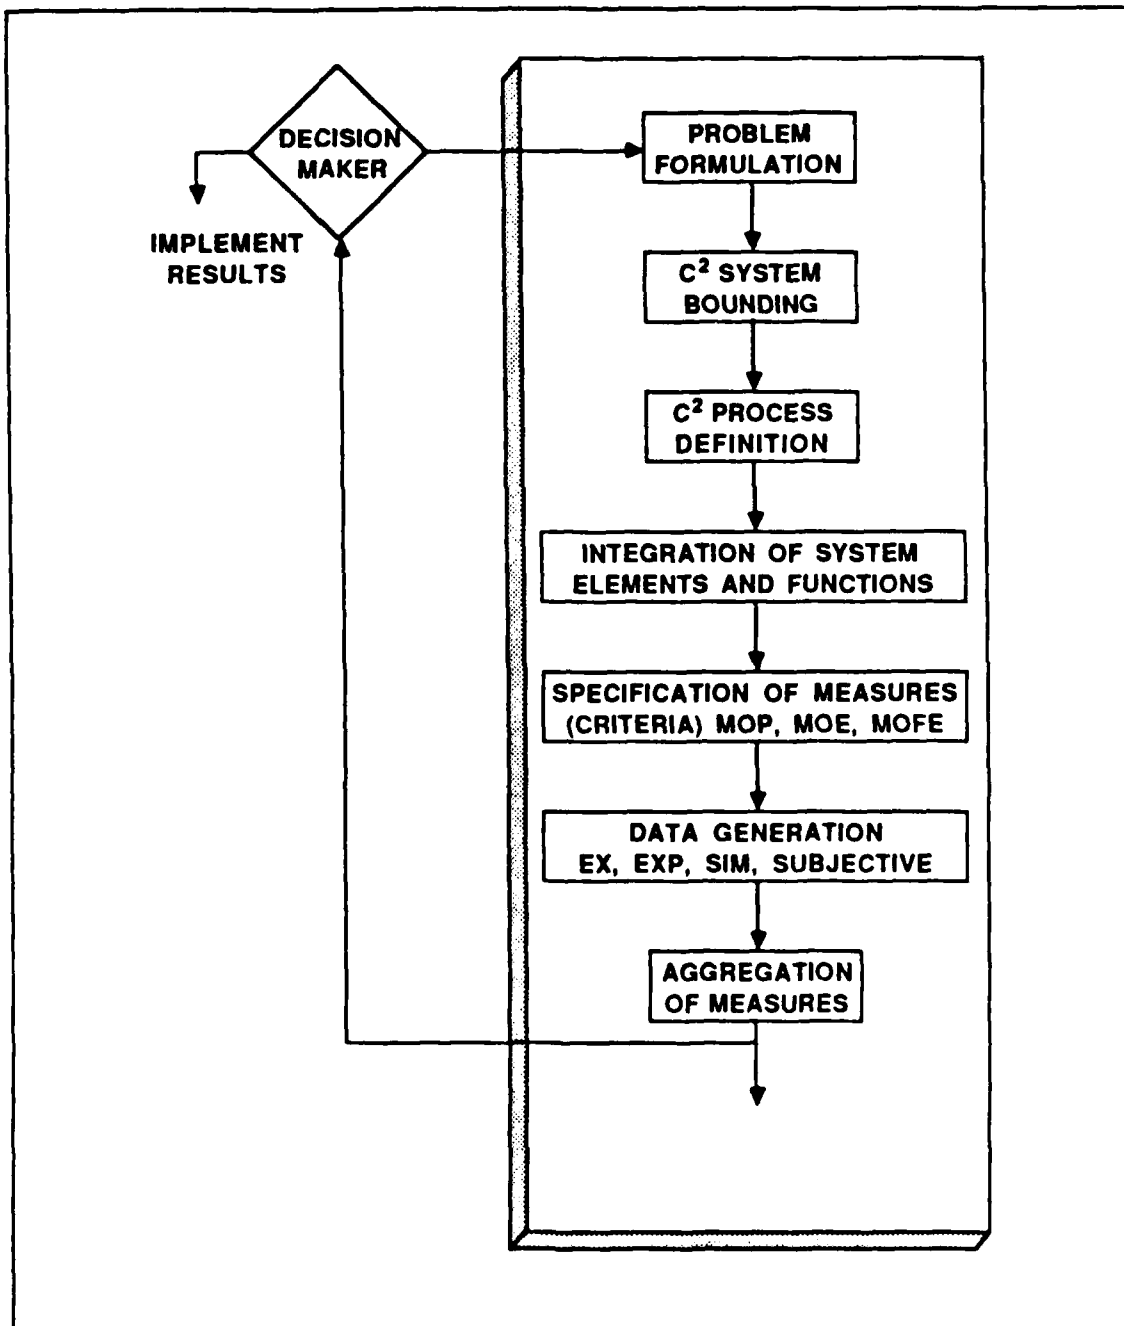 DECISION
MAKER
IMPLEMENT
RESULTS
PROBLEM
FORMULATION
C² SYSTEM
BOUNDING
C² PROCESS
DEFINITION
INTEGRATION OF SYSTEM
ELEMENTS AND FUNCTIONS
SPECIFICATION OF MEASURES
(CRITERIA) MOP, MOE, MOFE
DATA GENERATION
EX, EXP, SIM, SUBJECTIVE
AGGREGATION
OF MEASURES